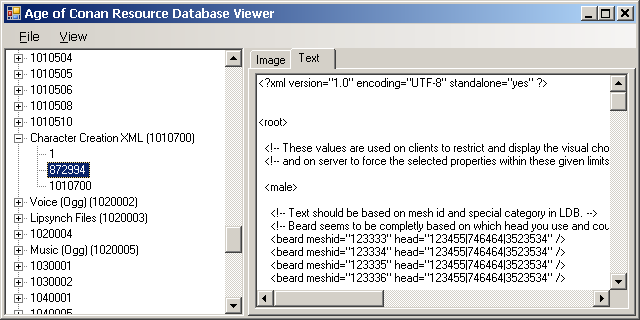 Age of Conan Resource Database Viewer
File View
1010504
1010505
1010506
1010508
1010510
Character Creation XML (1010700)
1
872994
1010700
Voice (Ogg) (1020002)
Lipsynch Files (1020003)
1020004
Music (Ogg) (1020005)
1030001
1030002
1040001
1040005
Image Text
<?xml version="1.0" encoding="UTF-8" standalone="yes" ?>
<root>
<!-- These values are used on clients to restrict and display the visual cho
<!-- and on server to force the selected properties within these given limits
<male>
<!-- Text should be based on mesh id and special category in LDB. -->
<!-- Beard seems to be completly based on which head you use and cou
<beard meshid="123333" head="123455|746464|3523534" />
<beard meshid="123334" head="123455|746464|3523534" />
<beard meshid="123335" head="123455|746464|3523534" />
<beard meshid="123336" head="123455|746464|3523534" />